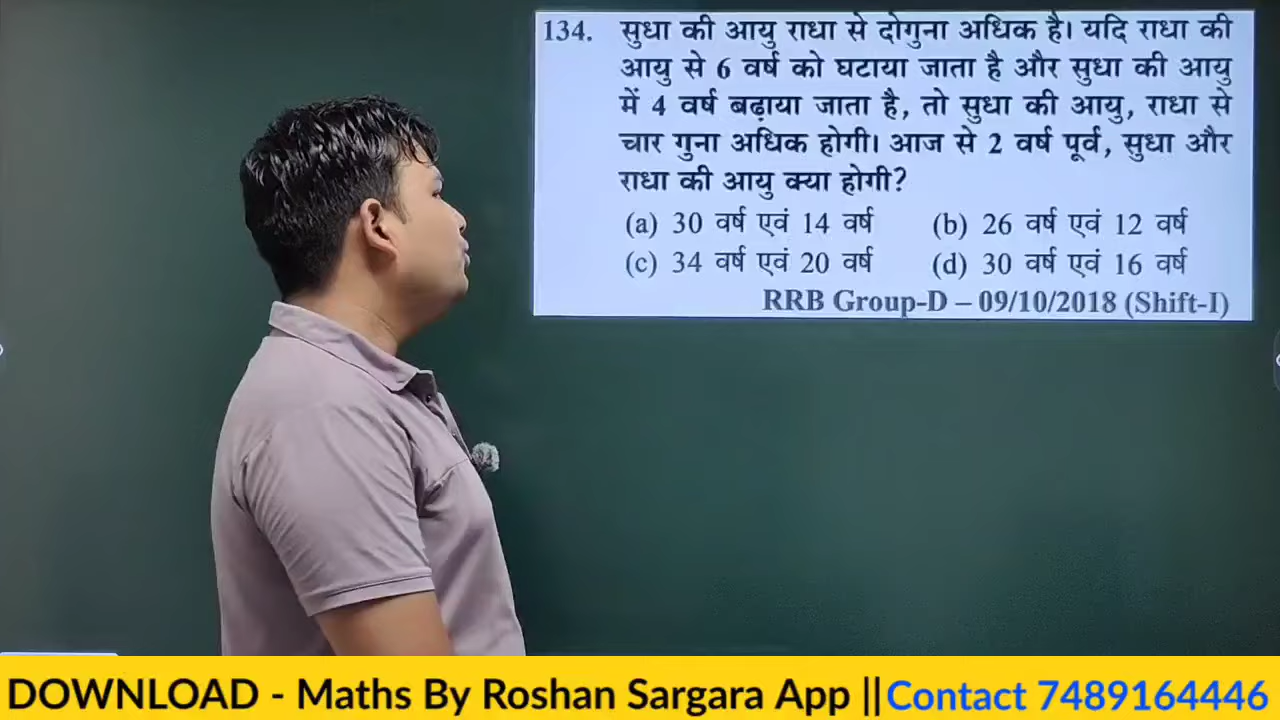 134. सुधा की आयु राधा से दोगुना अधिक है। यदि राधा की
आयु से 6 वर्ष को घटाया जाता है और सुधा की आयु
में 4 वर्ष बढ़ाया जाता है, तो सुधा की आयु, राधा से
चार गुना अधिक होगी। आज से 2 वर्ष पूर्व, सुधा और
राधा की आयु क्या होगी?
(a) 30 वर्ष एवं 14 वर्ष (b) 26 वर्ष एवं 12 वर्ष
(c) 34 वर्ष एवं 20 वर्ष (d) 30 वर्ष एवं 16 वर्ष
RRB Group-D – 09/10/2018 (Shift-I)
DOWNLOAD - Maths By Roshan Sargara App || Contact 7489164446